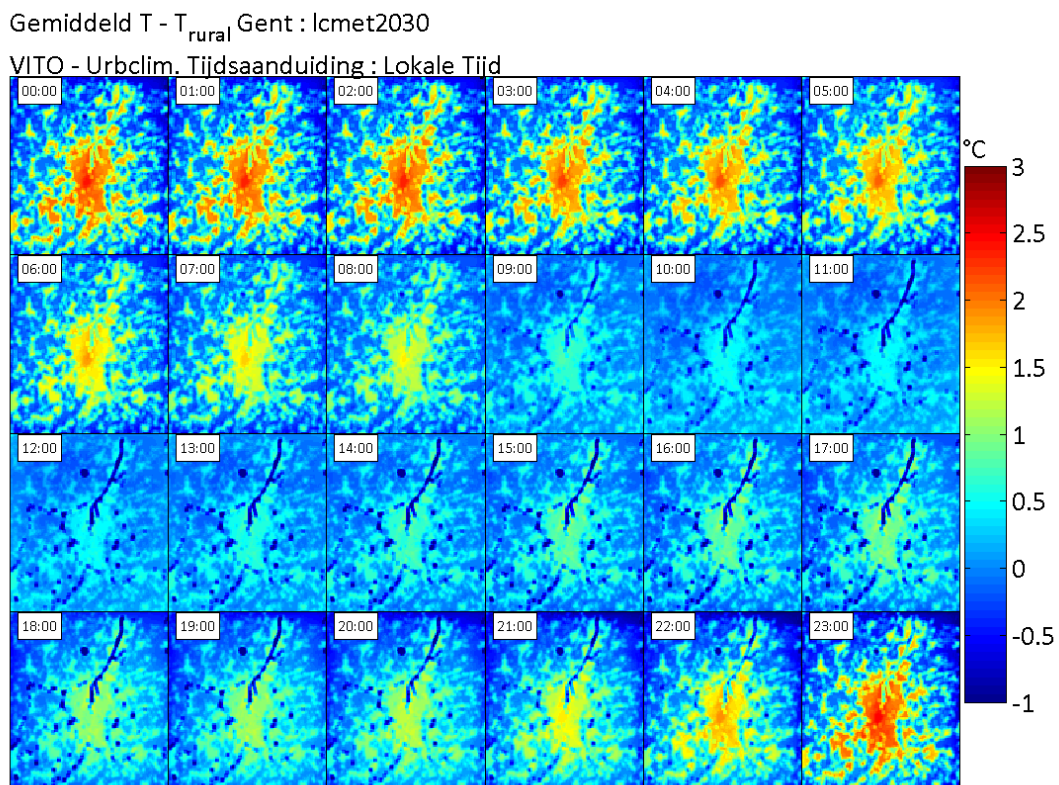 Gemiddeld T - Trural Gent : lcmet2030
VITO - Urbclim. Tijdsaanduiding : Lokale Tijd
00:00 01:00 02:00 03:00 04:00 05:00
06:00 07:00 08:00 09:00 10:00 11:00
12:00 13:00 14:00 15:00 16:00 17:00
18:00 19:00 20:00 21:00 22:00 23:00
°C
3
2.5
2
1.5
1
0.5
0
-0.5
-1